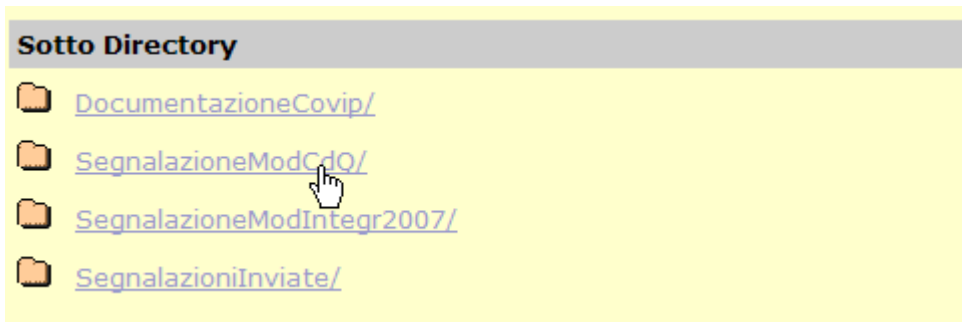 Sotto Directory
DocumentazioneCovip/
SegnalazioneModCdQ/
SegnalazioneModIntegr2007/
SegnalazioniInviate/